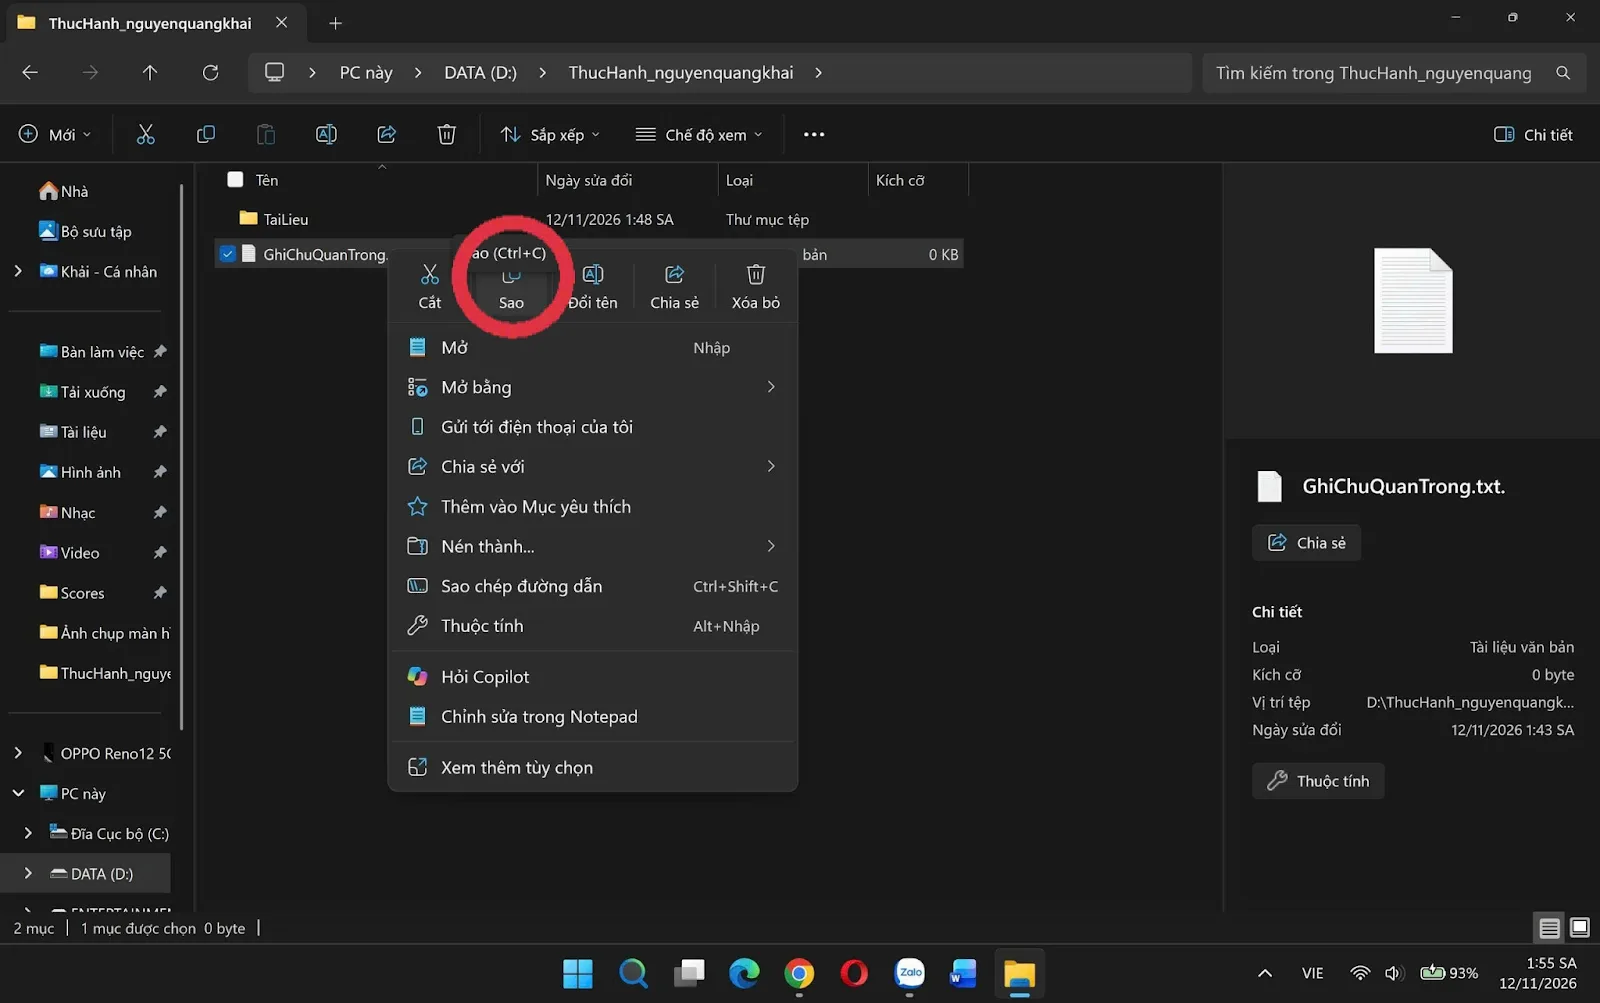 ThucHanh_nguyenquangkhai
PC này
DATA (D:)
ThucHanh_nguyenquangkhai
Tìm kiếm trong ThucHanh_nguyenquang
Mới
Sắp xếp
Chế độ xem
Chi tiết
Tên
Ngày sửa đổi
Loại
Kích cỡ
TaiLieu
12/11/2026 1:48 SA
Thư mục tệp
GhiChuQuanTrong.
bản
0 KB
ao (Ctrl+C)
Cắt
Sao
Đổi tên
Chia sẻ
Xóa bỏ
Mở
Nhập
Mở bằng
Gửi tới điện thoại của tôi
Chia sẻ với
Thêm vào Mục yêu thích
Nén thành...
Sao chép đường dẫn
Ctrl+Shift+C
Thuộc tính
Alt+Nhập
Hỏi Copilot
Chỉnh sửa trong Notepad
Xem thêm tùy chọn
Nhà
Bộ sưu tập
Khải - Cá nhân
Bàn làm việc
Tải xuống
Tài liệu
Hình ảnh
Nhạc
Video
Scores
Ảnh chụp màn h
ThucHanh_nguye
OPPO Reno12 5G
PC này
Đĩa Cục bộ (C:)
DATA (D:)
GhiChuQuanTrong.txt.
Chia sẻ
Chi tiết
Loại
Tài liệu văn bản
Kích cỡ
0 byte
Vị trí tệp
D:\ThucHanh_nguyenquangk...
Ngày sửa đổi
12/11/2026 1:43 SA
Thuộc tính
2 mục
1 mục được chọn 0 byte
Zalo
W
VIE
93%
1:55 SA
12/11/2026